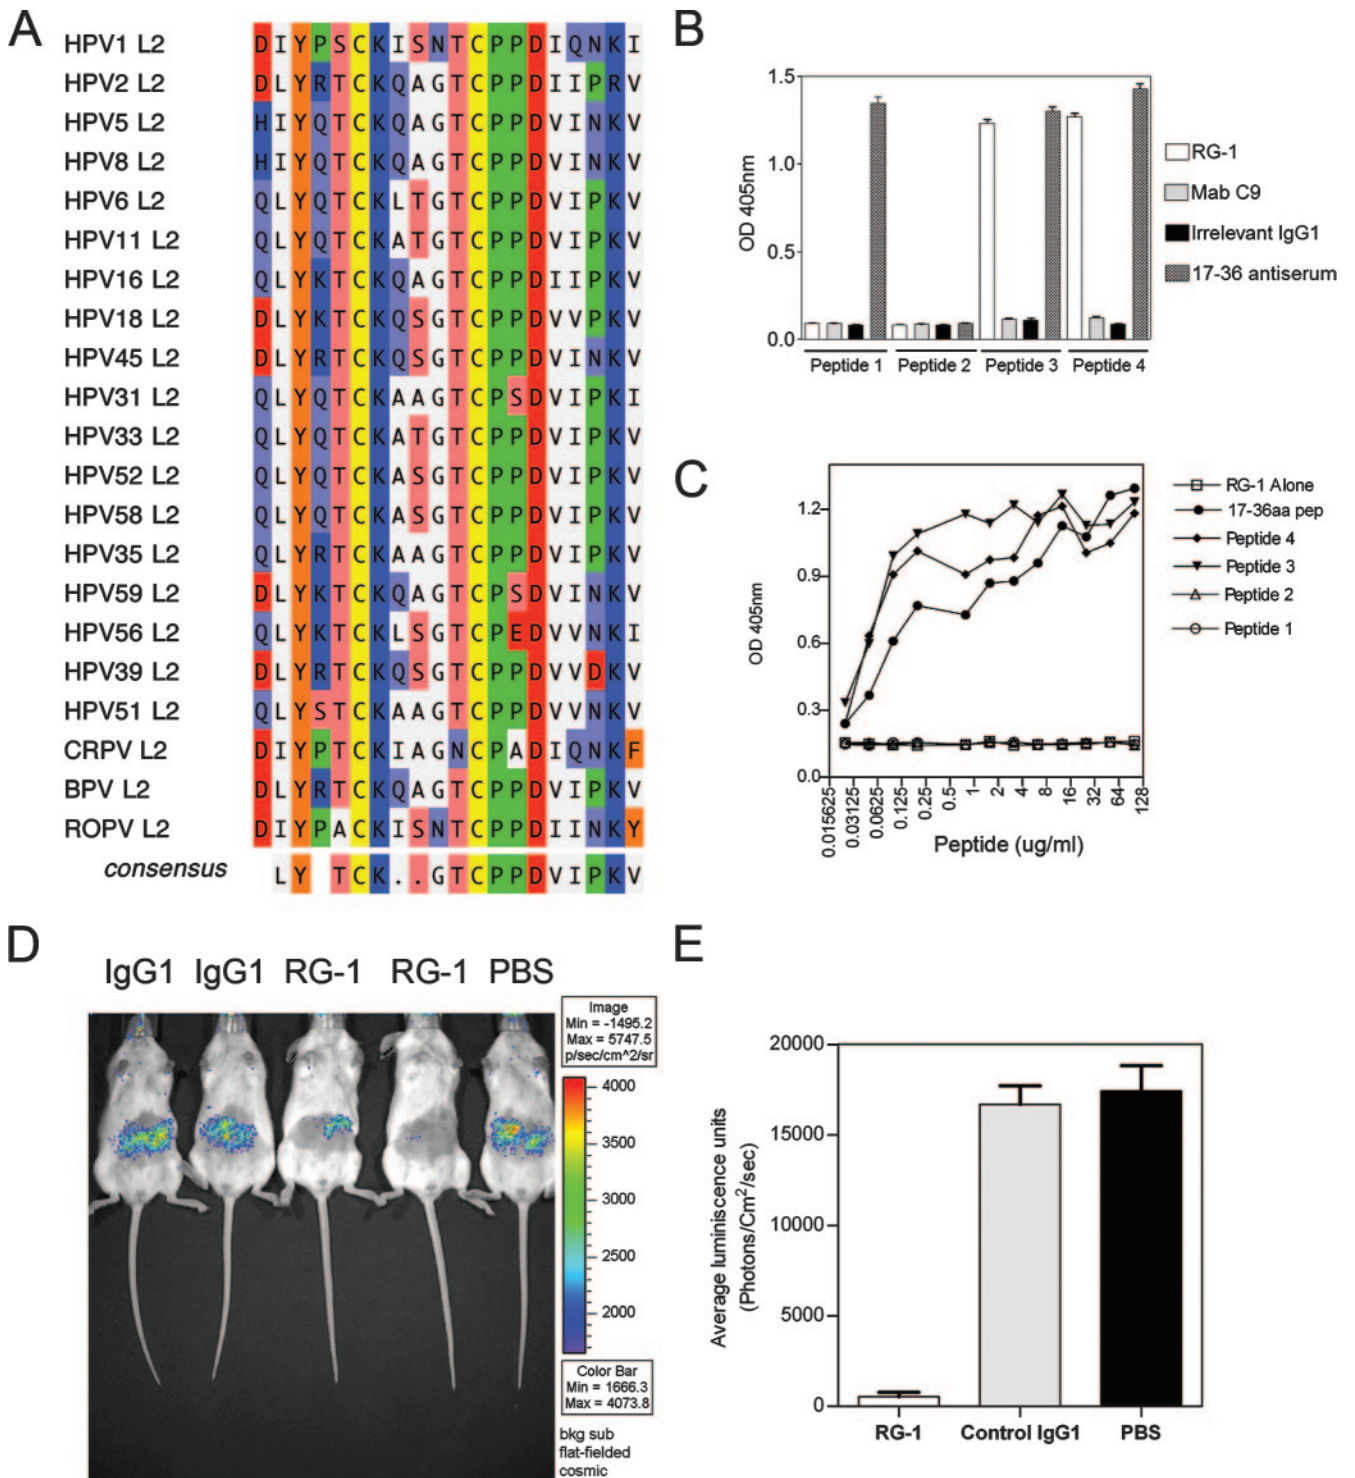 A
HPV1 L2 DIYPSCKISNTCPPDIQNKI
HPV2 L2 DLYRTCKQAGTCPPDIIPRV
HPV5 L2 HIYQTCKQAGTCPPDVINKV
HPV8 L2 HIYQTCKQAGTCPPDVINKV
HPV6 L2 QLYQTCKLTGTCPPDVIPKV
HPV11 L2 QLYQTCKATGTCPPDVIPKV
HPV16 L2 QLYKTCKQAGTCPPDIIPKV
HPV18 L2 DLYKTCKQSGTCPPDVVPKV
HPV45 L2 DLYRTCKQSGTCPPDVINKV
HPV31 L2 QLYQTCKAAGTCPSDVIPKI
HPV33 L2 QLYQTCKATGTCPPDVIPKV
HPV52 L2 QLYQTCKASGTCPPDVIPKV
HPV58 L2 QLYQTCKASGTCPPDVIPKV
HPV35 L2 QLYRTCKAAGTCPPDVIPKV
HPV59 L2 DLYKTCKQAGTCPSDVINKV
HPV56 L2 QLYKTCKLSGTCPEDVVNKI
HPV39 L2 DLYRTCKQSGTCPPDVVDKV
HPV51 L2 QLYSTCKAAGTCPPDVVNKV
CRPV L2 DIYPTCKIAGNCPADIQNKF
BPV L2 DLYRTCKQAGTCPPDVIPKV
ROPV L2 DIYPACKISNTCPPDIINKY
consensus LY TCK..GTCPPDVIPKV
B
OD 405nm
1.5
1.0
0.5
0.0
Peptide 1 Peptide 2 Peptide 3 Peptide 4
RG-1
Mab C9
Irrelevant IgG1
17-36 antiserum
C
OD 405nm
1.2
0.9
0.6
0.3
0.0
0.015625 0.03125 0.0625 0.125 0.25 0.5 1 2 4 8 16 32 64 128
Peptide (ug/ml)
RG-1 Alone
17-36aa pep
Peptide 4
Peptide 3
Peptide 2
Peptide 1
D
IgG1 IgG1 RG-1 RG-1 PBS
Image
Min = -1495.2
Max = 5747.5
p/sec/cm^2/sr
4000
3500
3000
2500
2000
Color Bar
Min = 1666.3
Max = 4073.8
bkg sub
flat-fielded
cosmic
E
Average luminiscence units
(Photons/Cm²/sec)
20000
15000
10000
5000
0
RG-1 Control IgG1 PBS